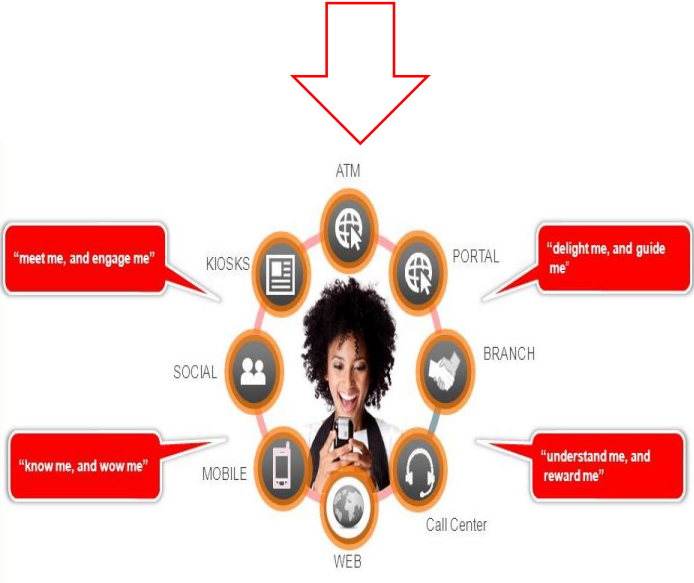 ATM
KIOSKS
PORTAL
“meet me, and engage me”
“delight me, and guide
me”
SOCIAL
BRANCH
“know me, and wow me”
“understand me, and
reward me”
MOBILE
Call Center
WEB